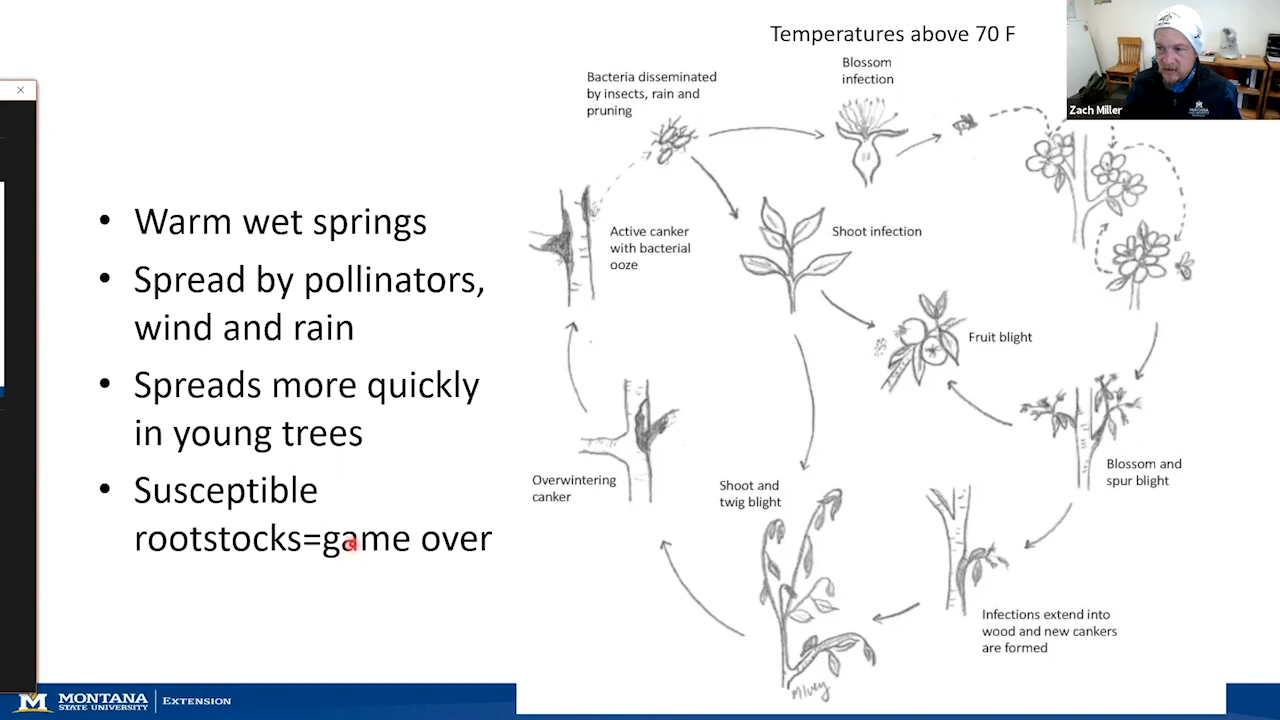 Temperatures above 70 F
Zach Miller
• Warm wet springs
• Spread by pollinators,
wind and rain
• Spreads more quickly
in young trees
• Susceptible
rootstocks=game over
Bacteria disseminated
by insects, rain and
pruning
Blossom
infection
Active canker
with bacterial
ooze
Shoot infection
Fruit blight
Overwintering
canker
Shoot and
twig blight
Blossom and
spur blight
Infections extend into
wood and new cankers
are formed
M MONTANA
STATE UNIVERSITY
EXTENSION